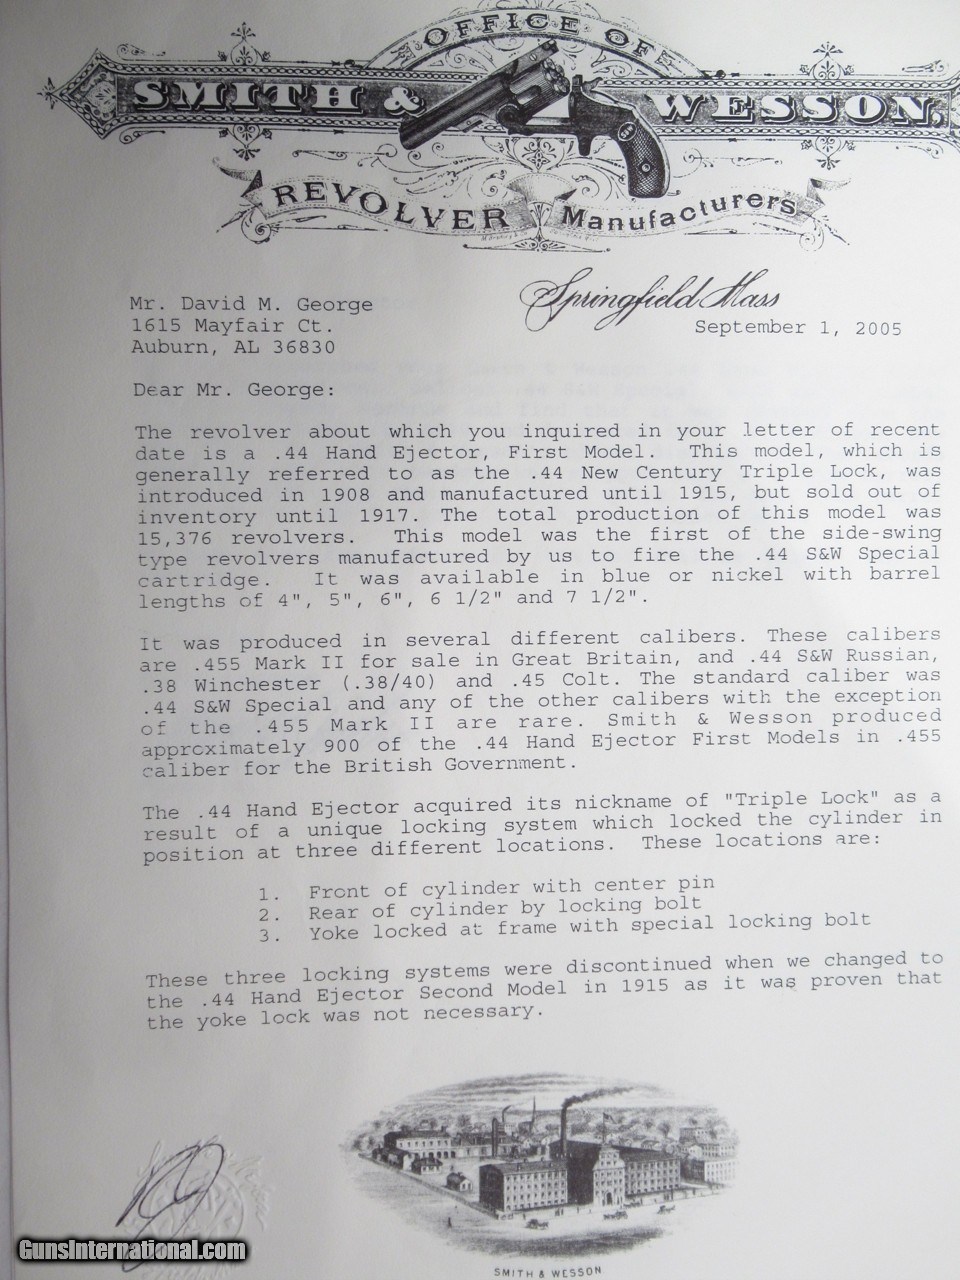 OFFICE OF
SMITH & WESSON,
REVOLVER Manufacturers
Springfield Mass
September 1, 2005
Mr. David M. George
1615 Mayfair Ct.
Auburn, AL 36830
Dear Mr. George:
The revolver about which you inquired in your letter of recent
date is a .44 Hand Ejector, First Model. This model, which is
generally referred to as the .44 New Century Triple Lock, was
introduced in 1908 and manufactured until 1915, but sold out of
inventory until 1917. The total production of this model was
15,376 revolvers. This model was the first of the side-swing
type revolvers manufactured by us to fire the .44 S&W Special
cartridge. It was available in blue or nickel with barrel
lengths of 4", 5", 6", 6 1/2" and 7 1/2".
It was produced in several different calibers. These calibers
are .455 Mark II for sale in Great Britain, and .44 S&W Russian,
.38 Winchester (.38/40) and .45 Colt. The standard caliber was
.44 S&W Special and any of the other calibers with the exception
of the .455 Mark II are rare. Smith & Wesson produced
approximately 900 of the .44 Hand Ejector First Models in .455
caliber for the British Government.
The .44 Hand Ejector acquired its nickname of "Triple Lock" as a
result of a unique locking system which locked the cylinder in
position at three different locations. These locations are:
1. Front of cylinder with center pin
2. Rear of cylinder by locking bolt
3. Yoke locked at frame with special locking bolt
These three locking systems were discontinued when we changed to
the .44 Hand Ejector Second Model in 1915 as it was proven that
the yoke lock was not necessary.
SMITH & WESSON
GunsInternational.com